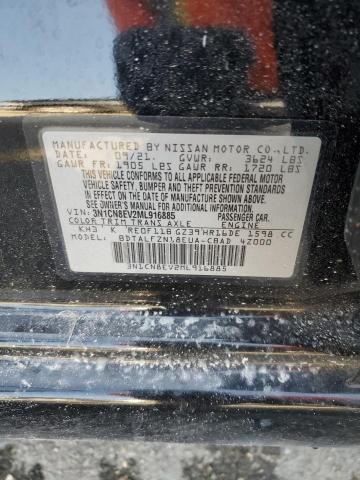 MANUFACTURED BY NISSAN MOTOR CO., LTD.
DATE: 09/21. GVWR: 3624 LBS
GAWR FR: 1905 LBS GAWR RR: 1720 LBS
THIS VEHICLE CONFORMS TO ALL APPLICABLE FEDERAL MOTOR
VEHICLE SAFETY, BUMPER AND THEFT PREVENTION STANDARDS
IN EFFECT ON THE DATE OF MANUFACTURE SHOWN ABOVE.
SEE OWNER'S MANUAL FOR ADDITIONAL INFORMATION.
VIN: 3N1CN8EV2ML916885 PASSENGER CAR.
COLOR TRIM TRANS AXLE ENGINE
KH3 K RE0F11B GZ39 HR16DE 1598 CC
MODEL: BDTALFZN18EUA-CBAD 4Z000
3N1CN8EV2ML916885